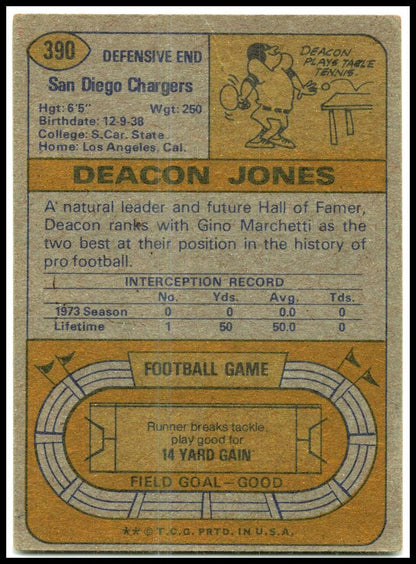 390
DEFENSIVE END
San Diego Chargers
Hgt: 6'5" Wgt: 250
Birthdate: 12-9-38
College: S. Car. State
Home: Los Angeles, Cal.
DEACON
PLAYS TABLE
TENNIS.
DEACON JONES
A natural leader and future Hall of Famer,
Deacon ranks with Gino Marchetti as the
two best at their position in the history of
pro football.
INTERCEPTION RECORD
No. Yds. Avg. Tds.
1973 Season 0 0 0 0
Lifetime 1 50 50.0 0
FOOTBALL GAME
Runner breaks tackle,
play good for
14 YARD GAIN
FIELD GOAL—GOOD
** © T.C.G. PRTD. IN U.S.A.